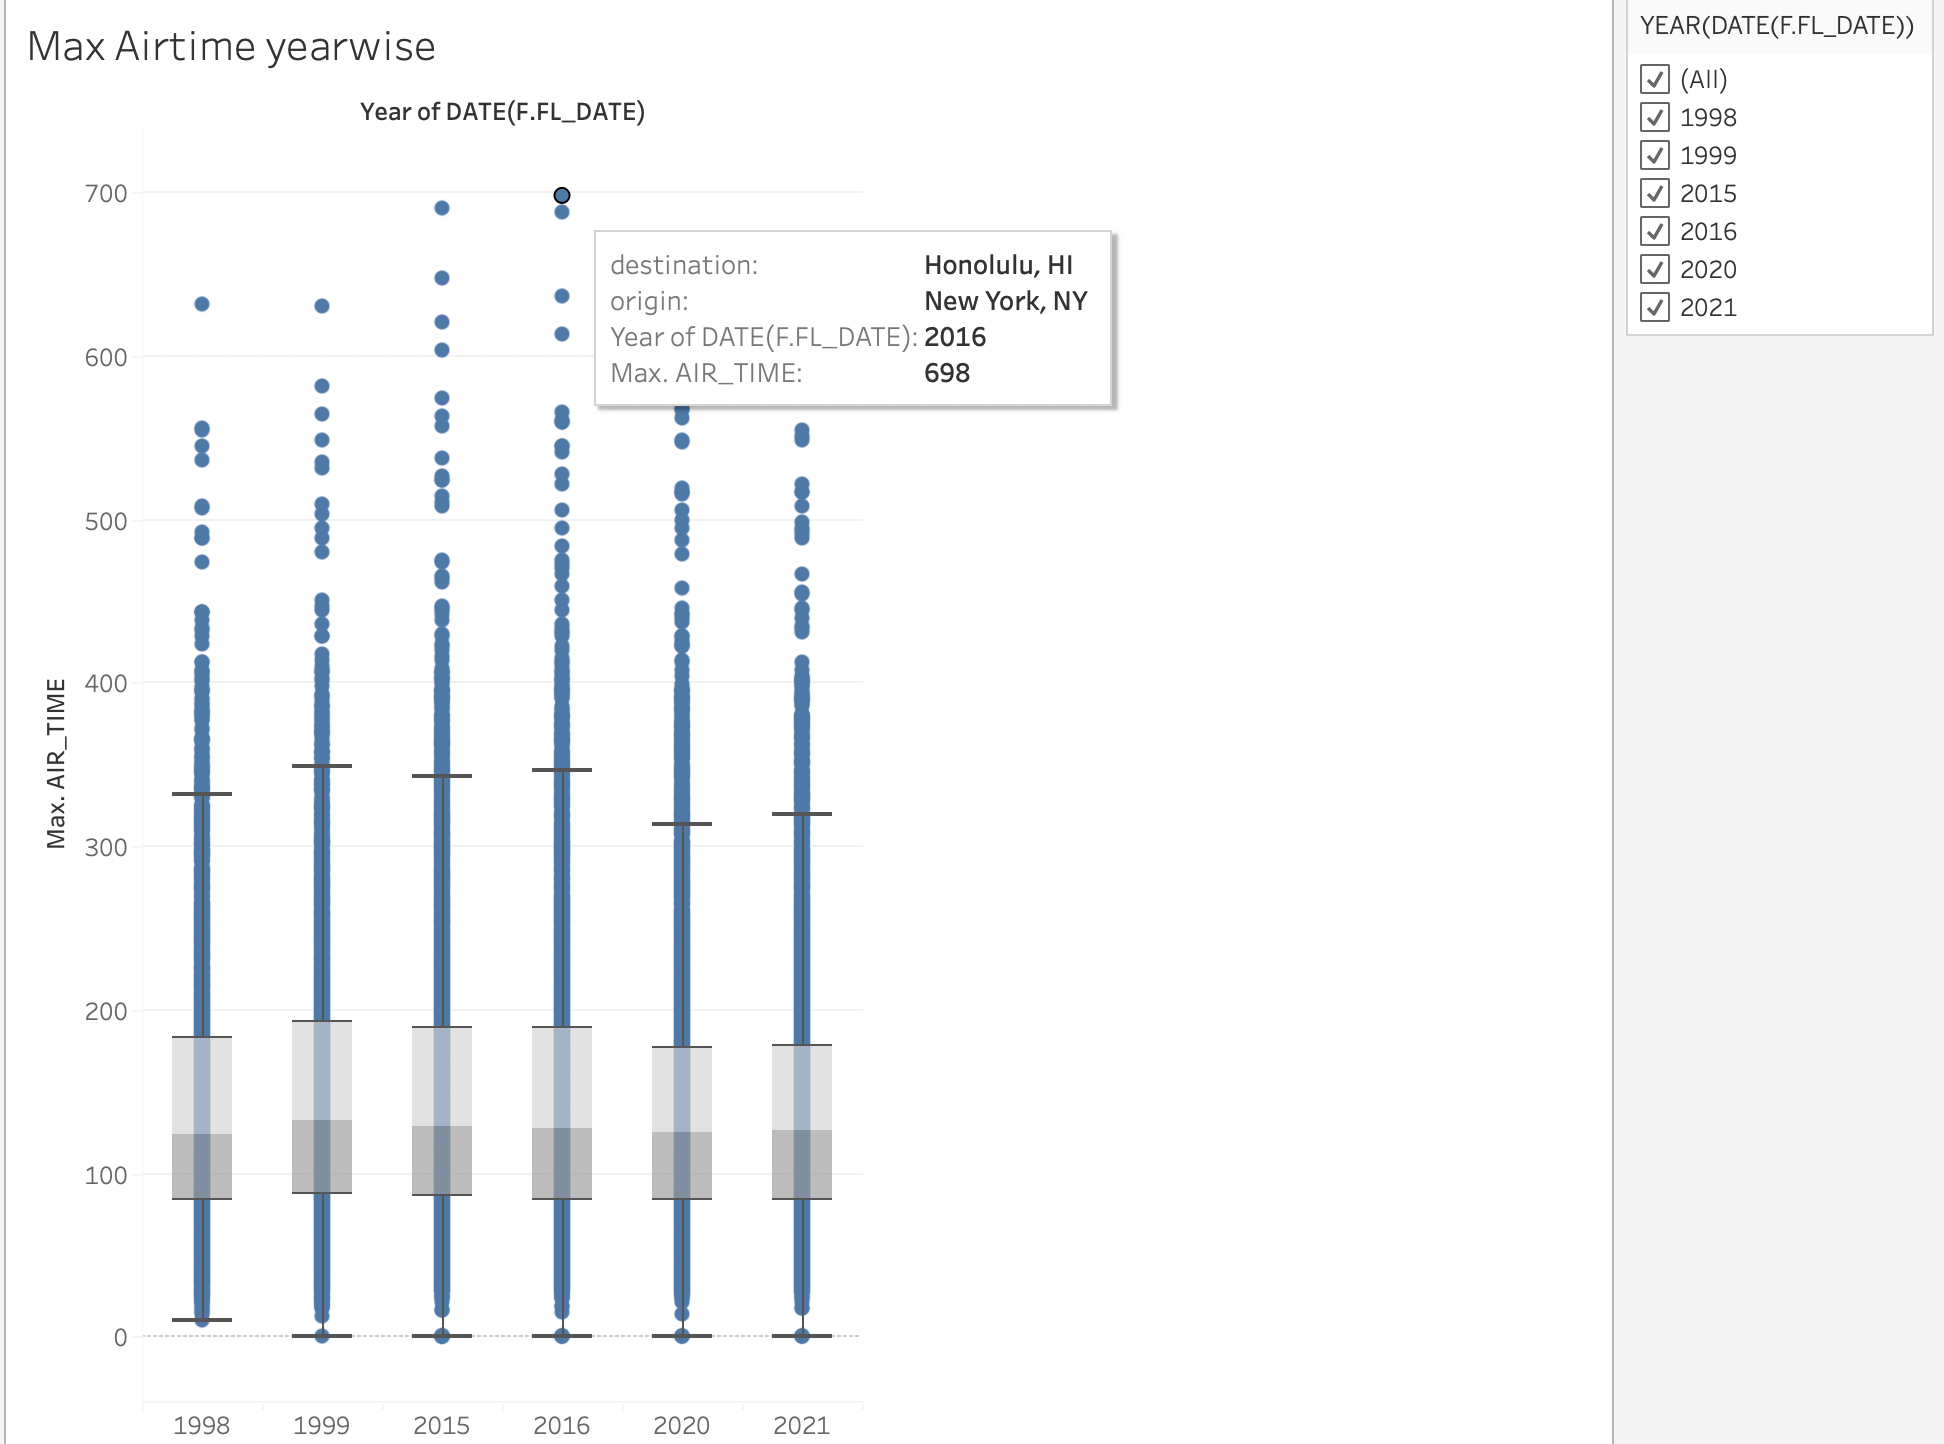 Max Airtime yearwise
Year of DATE(F.FL_DATE)
700
600
500
400
300
200
100
0
Max. AIR_TIME
1998 1999 2015 2016 2020 2021
destination: Honolulu, HI
origin: New York, NY
Year of DATE(F.FL_DATE): 2016
Max. AIR_TIME: 698
YEAR(DATE(F.FL_DATE))
(All)
1998
1999
2015
2016
2020
2021